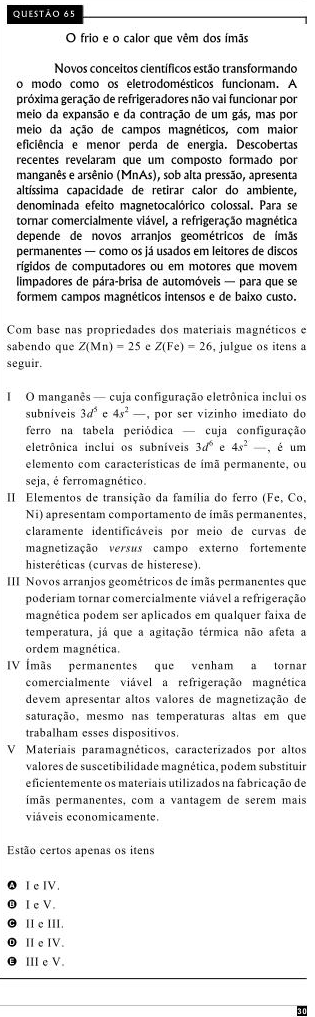 QUESTÃO 65
O frio e o calor que vêm dos ímãs
Novos conceitos científicos estão transformando
o modo como os eletrodomésticos funcionam. A
próxima geração de refrigeradores não vai funcionar por
meio da expansão e da contração de um gás, mas por
meio da ação de campos magnéticos, com maior
eficiência e menor perda de energia. Descobertas
recentes revelaram que um composto formado por
manganês e arsênio (MnAs), sob alta pressão, apresenta
altíssima capacidade de retirar calor do ambiente,
denominada efeito magnetocalórico colossal. Para se
tornar comercialmente viável, a refrigeração magnética
depende de novos arranjos geométricos de ímãs
permanentes — como os já usados em leitores de discos
rígidos de computadores ou em motores que movem
limpadores de pára-brisa de automóveis — para que se
formem campos magnéticos intensos e de baixo custo.
Com base nas propriedades dos materiais magnéticos e
sabendo que Z(Mn) = 25 e Z(Fe) = 26, julgue os itens a
seguir.
I O manganês — cuja configuração eletrônica inclui os
subníveis 3d⁵ e 4s² —, por ser vizinho imediato do
ferro na tabela periódica — cuja configuração
eletrônica inclui os subníveis 3d⁶ e 4s² —, é um
elemento com características de ímã permanente, ou
seja, é ferromagnético.
II Elementos de transição da família do ferro (Fe, Co,
Ni) apresentam comportamento de ímãs permanentes,
claramente identificáveis por meio de curvas de
magnetização versus campo externo fortemente
histeréticas (curvas de histerese).
III Novos arranjos geométricos de ímãs permanentes que
poderiam tornar comercialmente viável a refrigeração
magnética podem ser aplicados em qualquer faixa de
temperatura, já que a agitação térmica não afeta a
ordem magnética.
IV Ímãs permanentes que venham a tornar
comercialmente viável a refrigeração magnética
devem apresentar altos valores de magnetização de
saturação, mesmo nas temperaturas altas em que
trabalham esses dispositivos.
V Materiais paramagnéticos, caracterizados por altos
valores de suscetibilidade magnética, podem substituir
eficientemente os materiais utilizados na fabricação de
ímãs permanentes, com a vantagem de serem mais
viáveis economicamente.
Estão certos apenas os itens
A I e IV.
B I e V.
C II e III.
D II e IV.
E III e V.
30